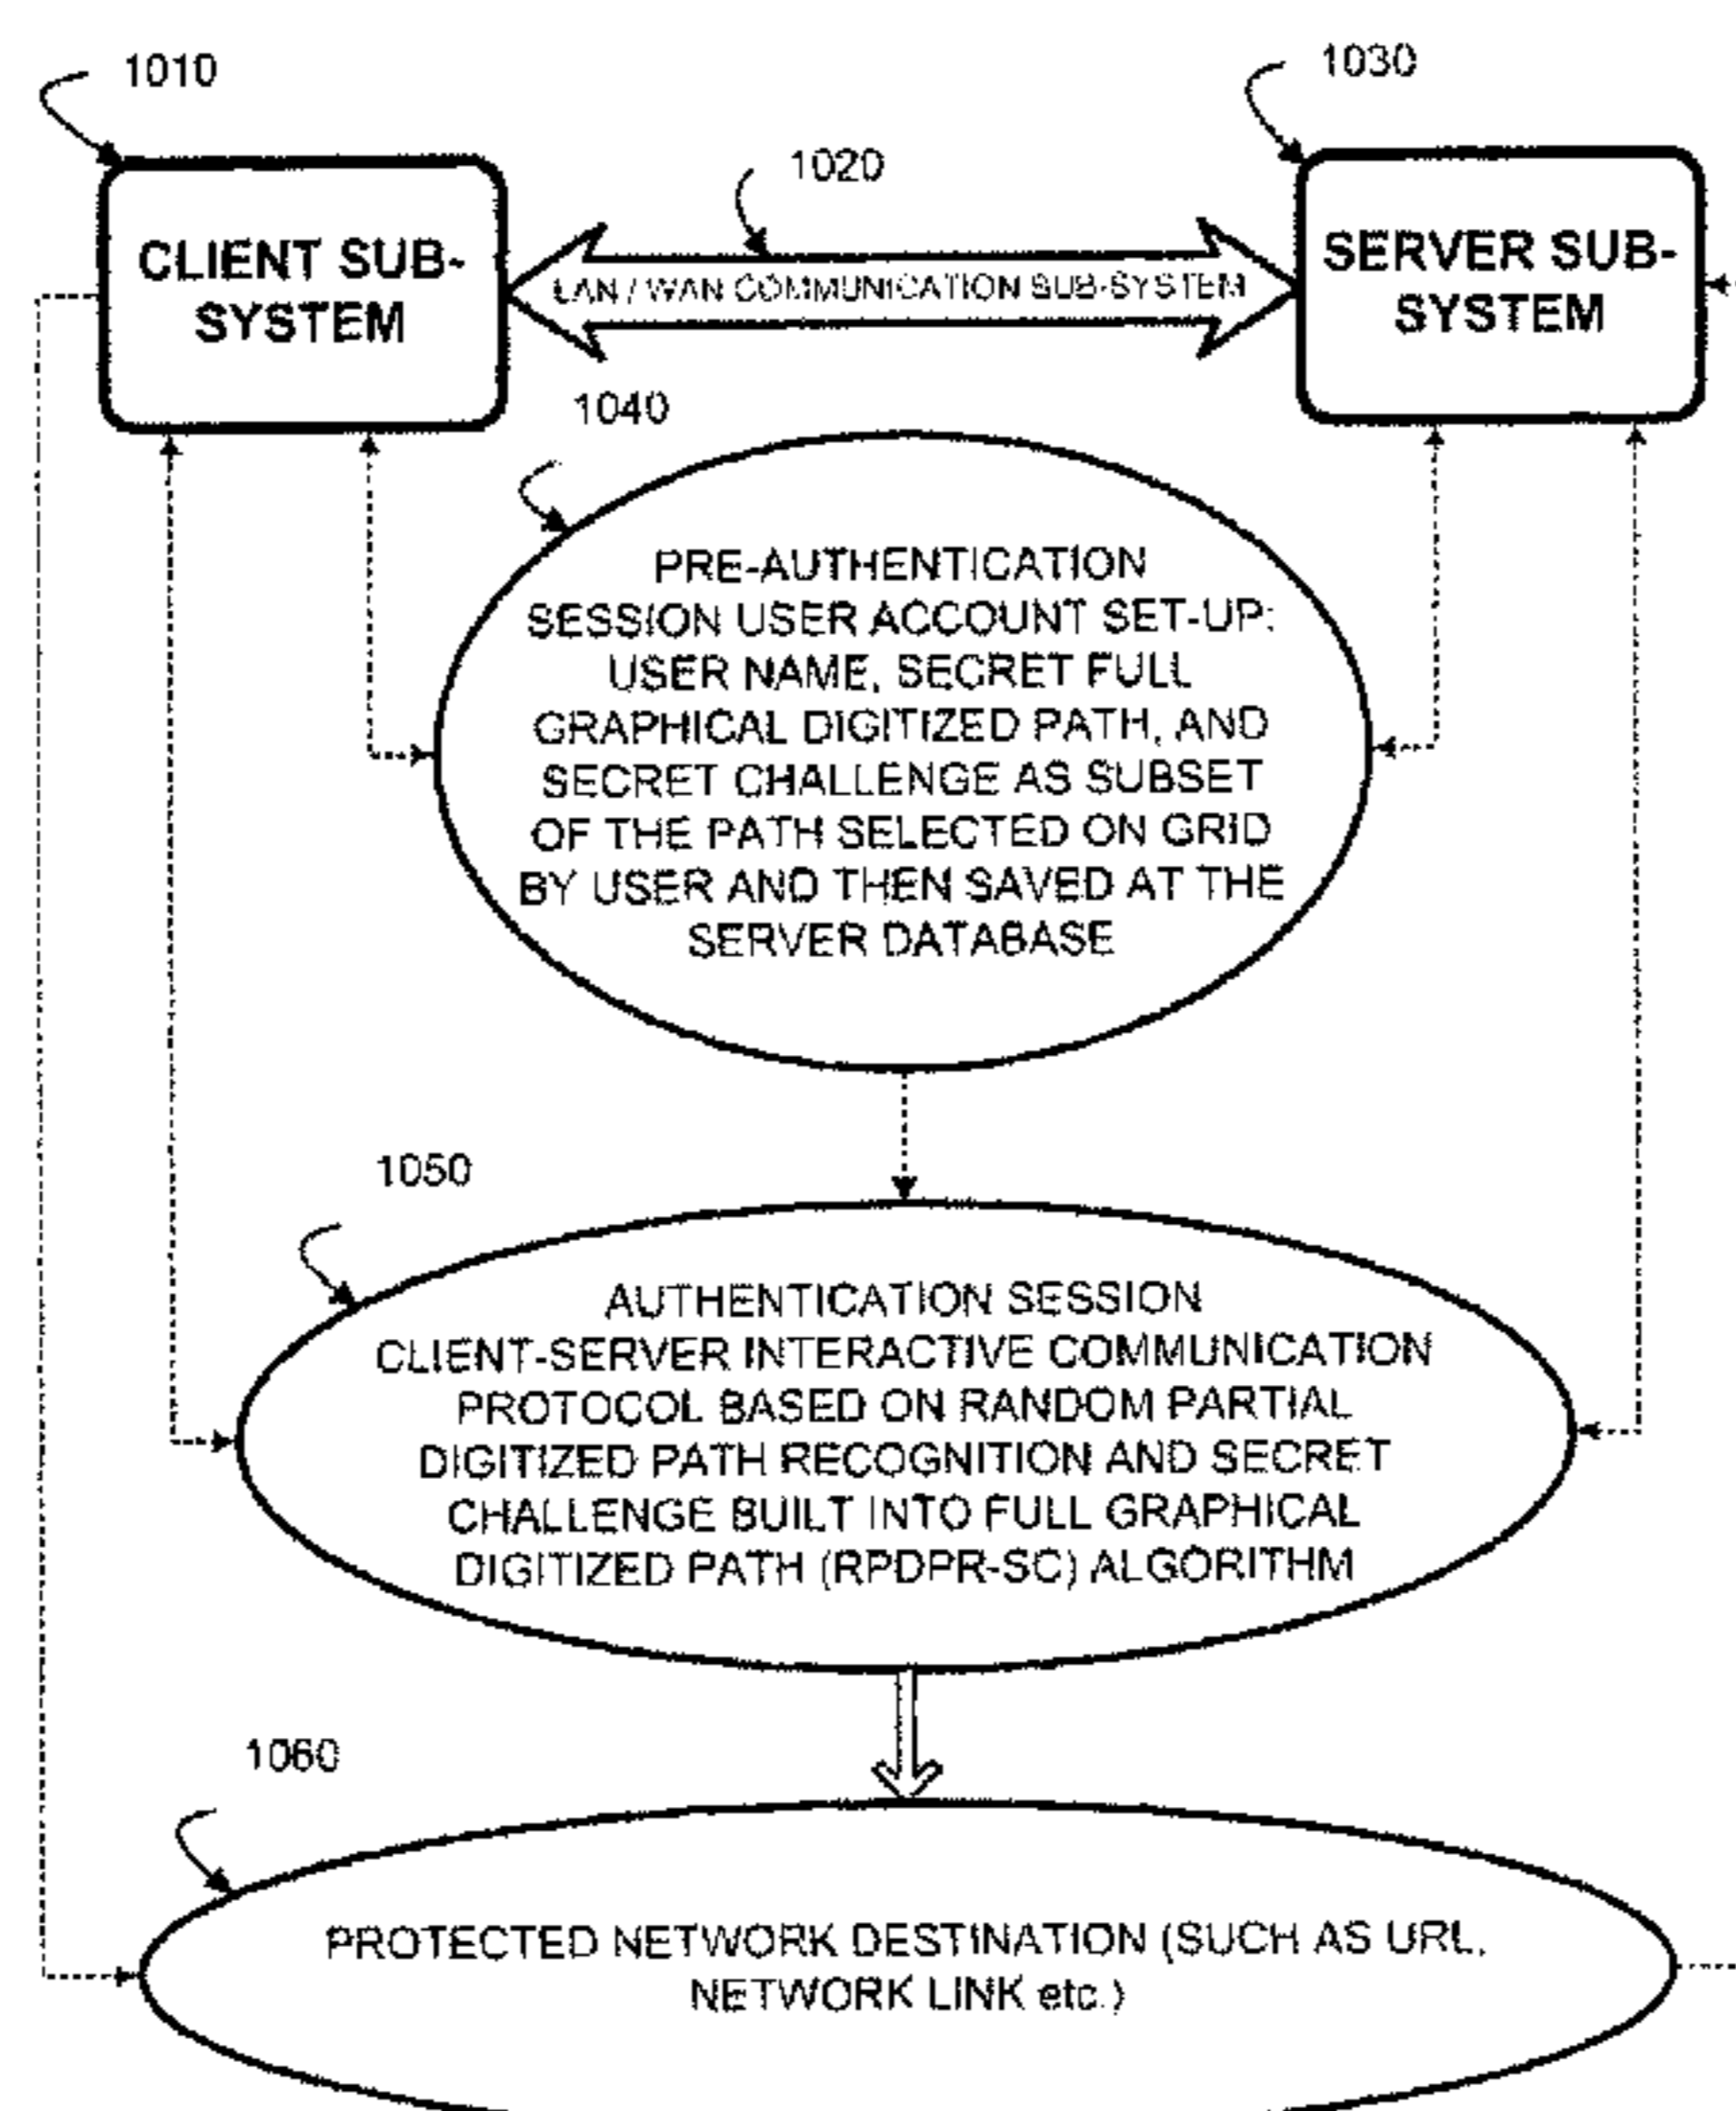 1010
1030
1020
CLIENT SUB-
SYSTEM
LAN / WAN COMMUNICATION SUB-SYSTEM
SERVER SUB-
SYSTEM
1040
PRE-AUTHENTICATION
SESSION USER ACCOUNT SET-UP:
USER NAME, SECRET FULL
GRAPHICAL DIGITIZED PATH, AND
SECRET CHALLENGE AS SUBSET
OF THE PATH SELECTED ON GRID
BY USER AND THEN SAVED AT THE
SERVER DATABASE
1050
AUTHENTICATION SESSION
CLIENT-SERVER INTERACTIVE COMMUNICATION
PROTOCOL BASED ON RANDOM PARTIAL
DIGITIZED PATH RECOGNITION AND SECRET
CHALLENGE BUILT INTO FULL GRAPHICAL
DIGITIZED PATH (RPDPR-SC) ALGORITHM
1060
PROTECTED NETWORK DESTINATION (SUCH AS URL,
NETWORK LINK etc.)